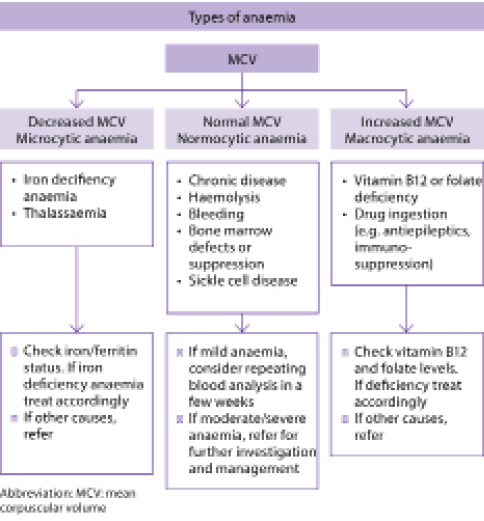 Types of anaemia
MCV
Decreased MCV
Microcytic anaemia
Normal MCV
Normocytic anaemia
Increased MCV
Macrocytic anaemia
• Iron decifiency
anaemia
• Thalassaemia
• Chronic disease
• Haemolysis
• Bleeding
• Bone marrow
defects or
suppression
• Sickle cell disease
• Vitamin B12 or folate
deficiency
• Drug ingestion
(e.g. antiepileptics,
immuno-
suppression)
Check iron/ferritin
status. If iron
deficiency anaemia
treat accordingly
If other causes,
refer
If mild anaemia,
consider repeating
blood analysis in a
few weeks
If moderate/severe
anaemia, refer for
further investigation
and management
Check vitamin B12
and folate levels.
If deficiency treat
accordingly
If other causes,
refer
Abbreviation: MCV: mean
corpuscular volume